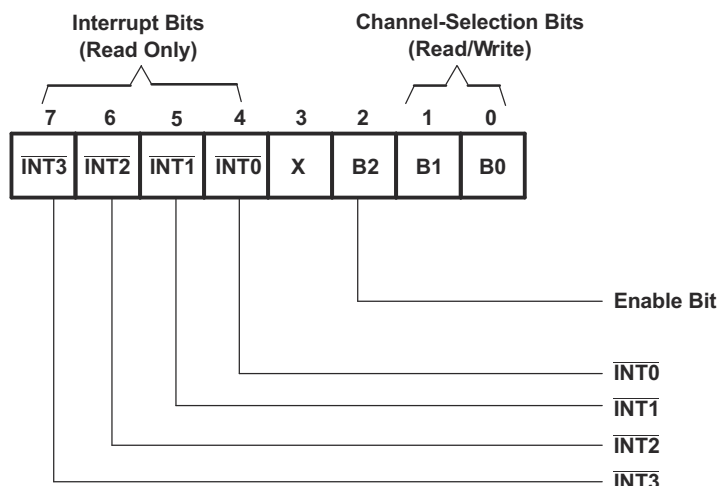 Interrupt Bits
(Read Only)
Channel-Selection Bits
(Read/Write)
7 6 5 4 3 2 1 0
INT3 INT2 INT1 INT0 X B2 B1 B0
Enable Bit
INT0
INT1
INT2
INT3